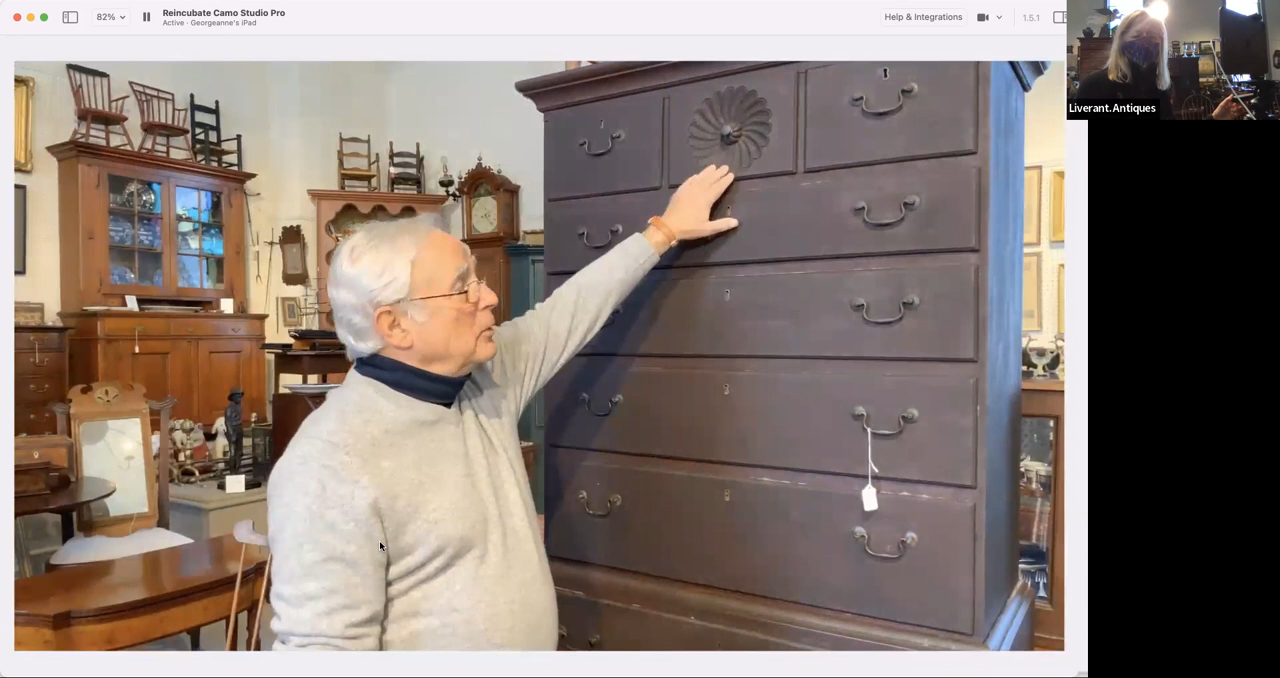 82%
Reincubate Camo Studio Pro
Active · Georgeanne's iPad
Help & Integrations
1.5.1
Liverant.Antiques